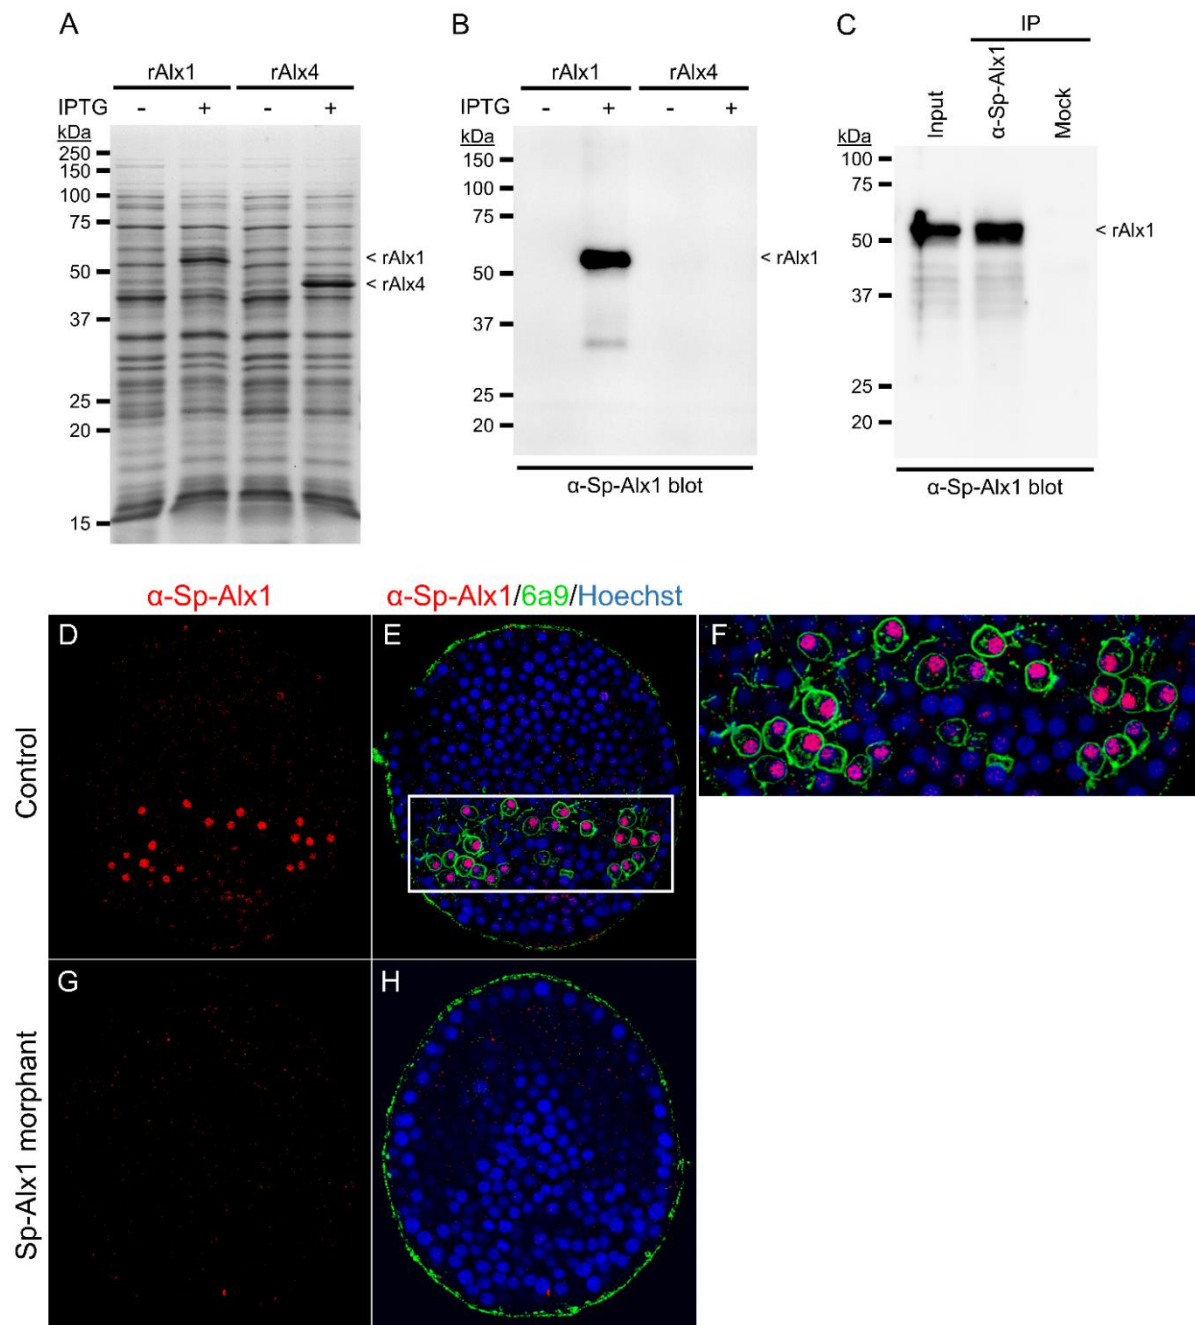 A
rAlx1 rAlx4
IPTG - + - +
kDa
250
150
100
75
50
37
25
20
15
< rAlx1
< rAlx4
B
rAlx1 rAlx4
IPTG - + - +
kDa
150
100
75
50
37
25
20
< rAlx1
α-Sp-Alx1 blot
C
IP
Input
α-Sp-Alx1
Mock
kDa
100
75
50
37
25
20
< rAlx1
α-Sp-Alx1 blot
α-Sp-Alx1
α-Sp-Alx1/6a9/Hoechst
Control
D
E
F
Sp-Alx1 morphant
G
H